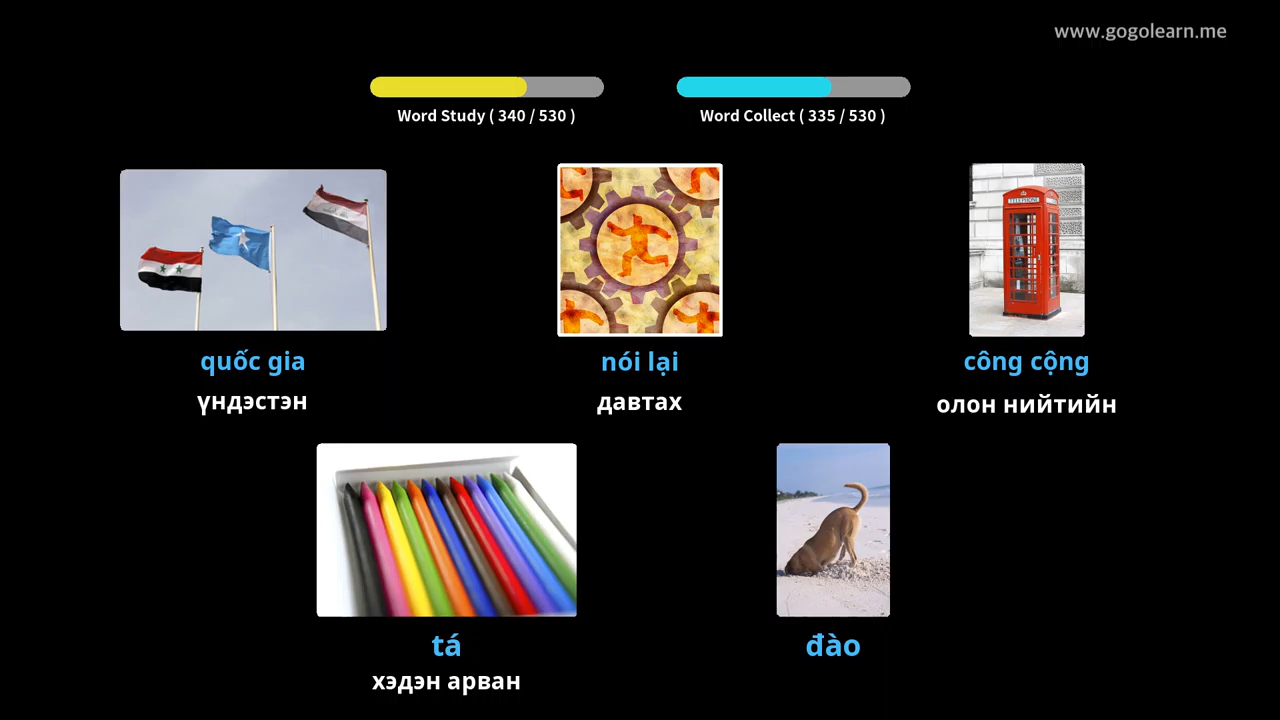 www.gogolearn.me
Word Study ( 340 / 530 )
Word Collect ( 335 / 530 )
TELEPHONE
quốc gia
nói lại
công cộng
үндэстэн
давтах
олон нийтийн
tá
đào
хэдэн арван